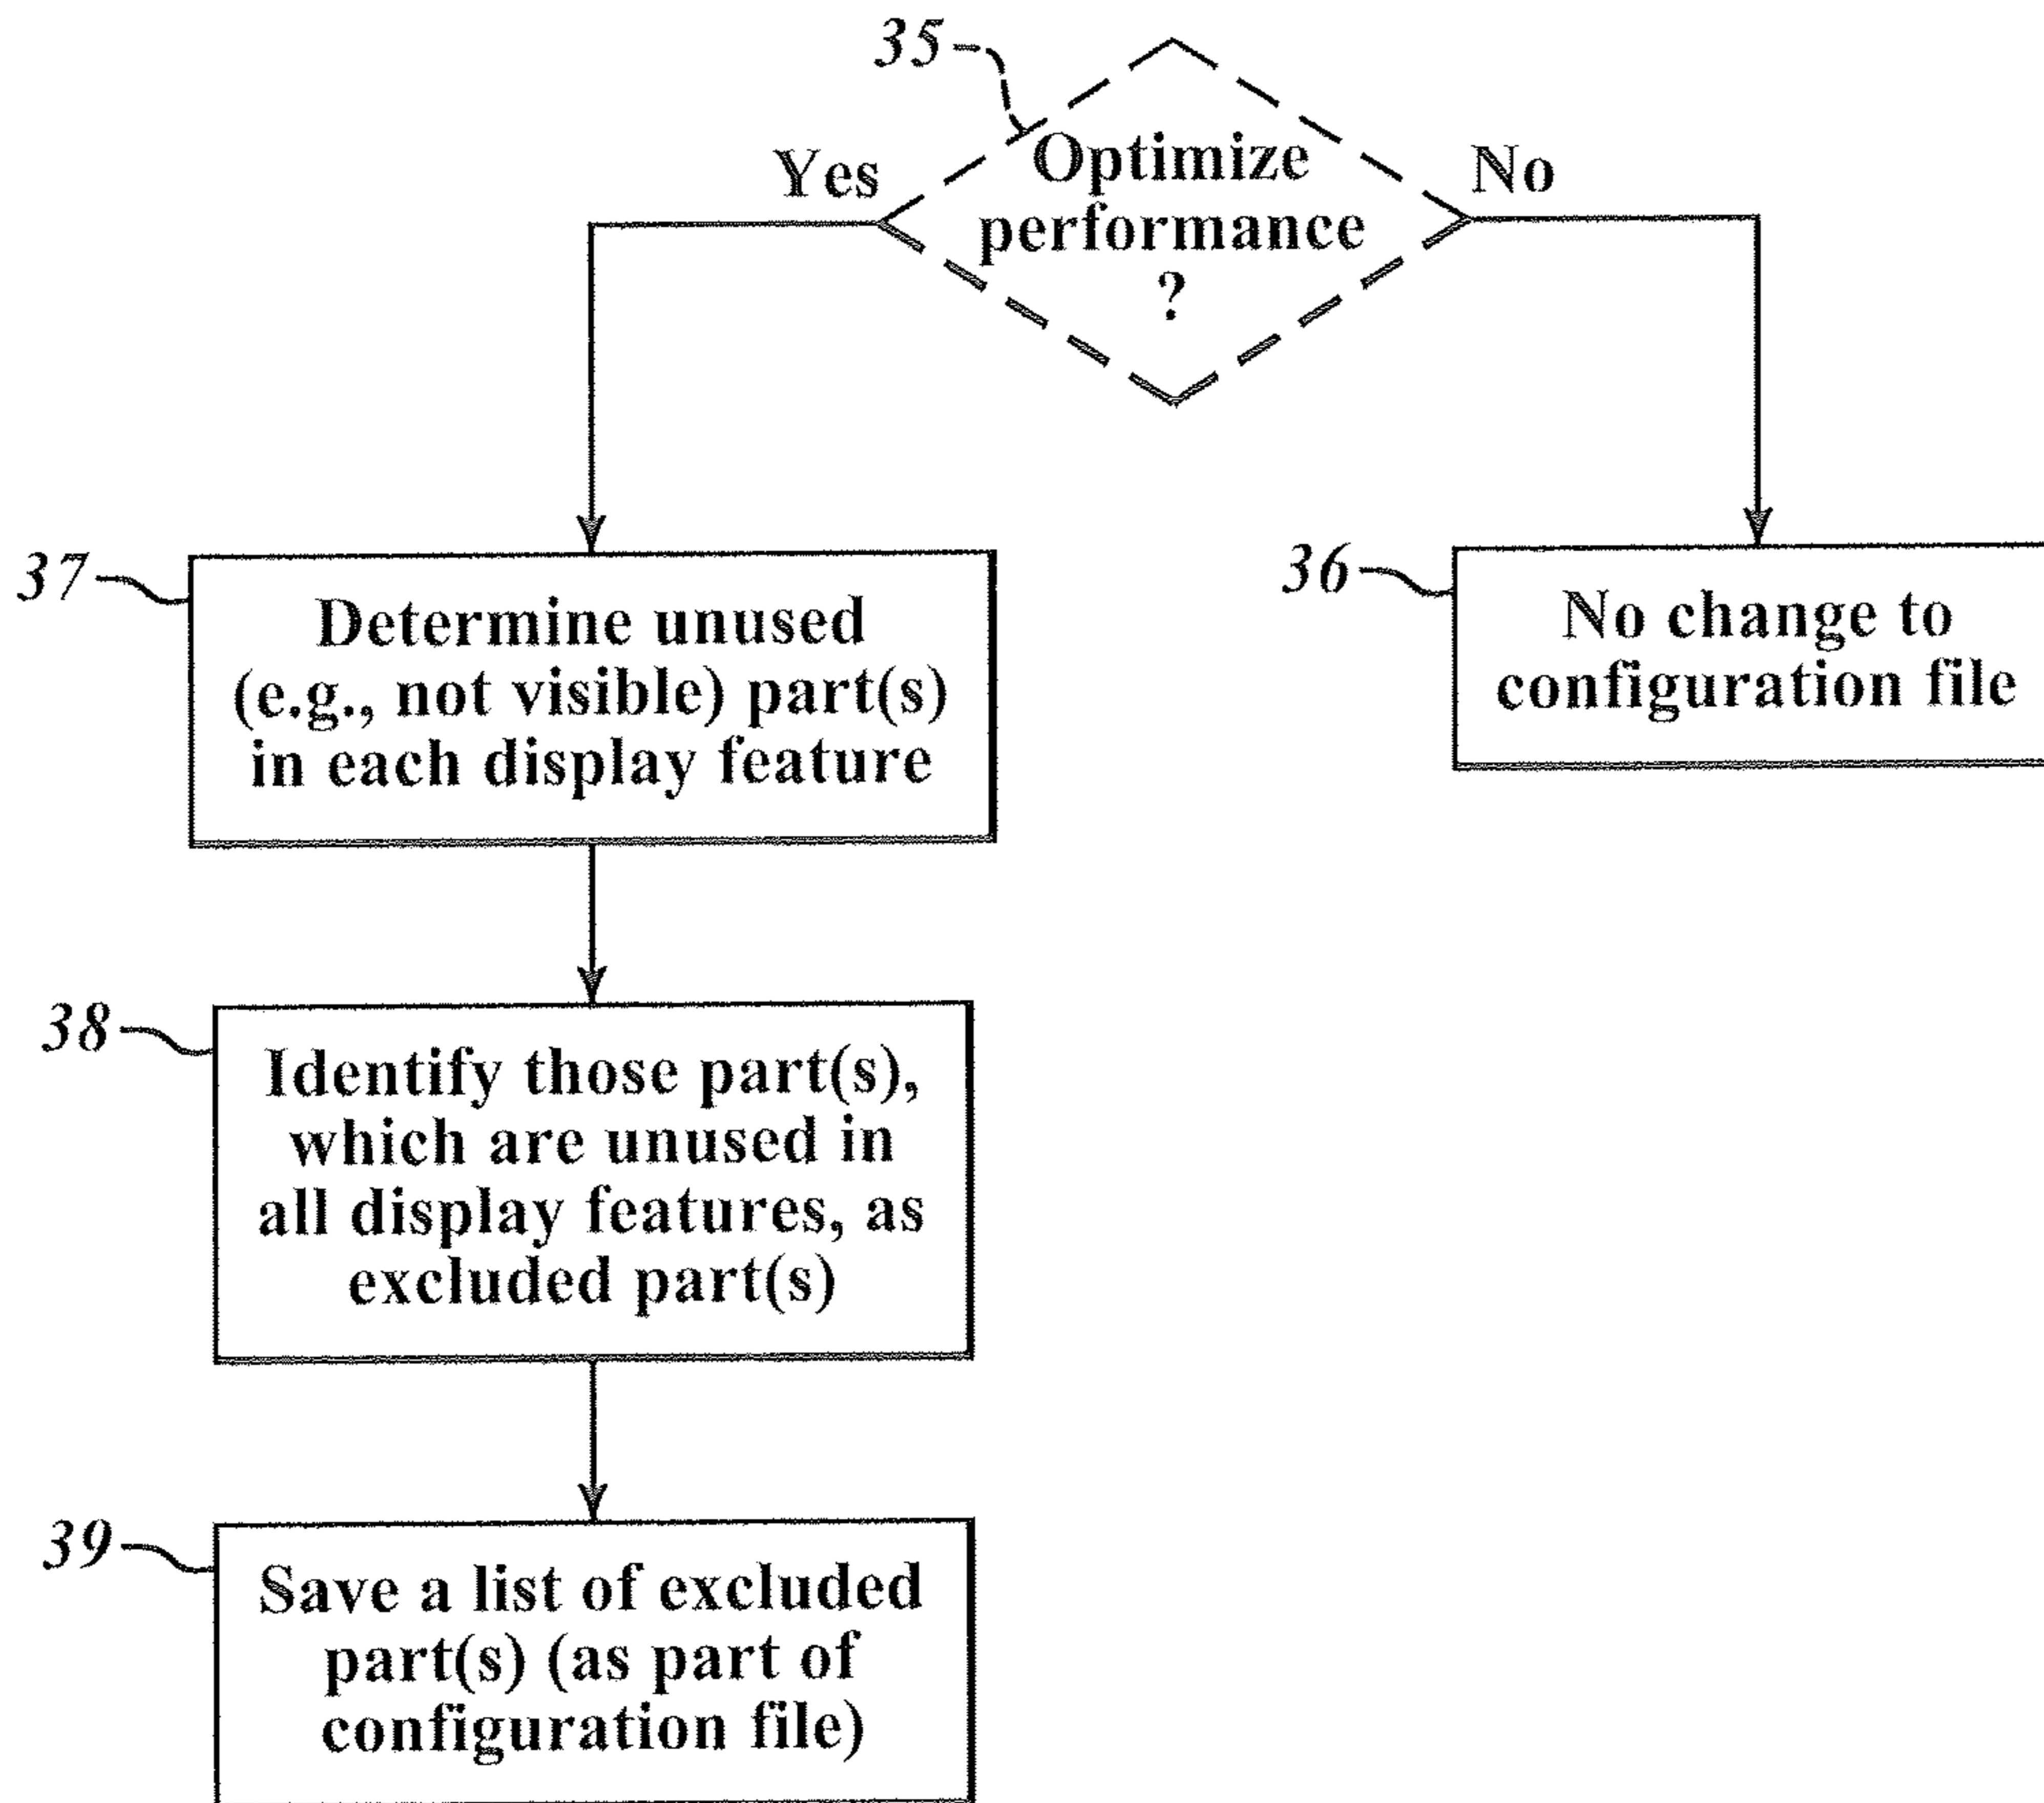 35
Optimize
performance
?
Yes
No
37
Determine unused
(e.g., not visible) part(s)
in each display feature
36
No change to
configuration file
38
Identify those part(s),
which are unused in
all display features, as
excluded part(s)
39
Save a list of excluded
part(s) (as part of
configuration file)